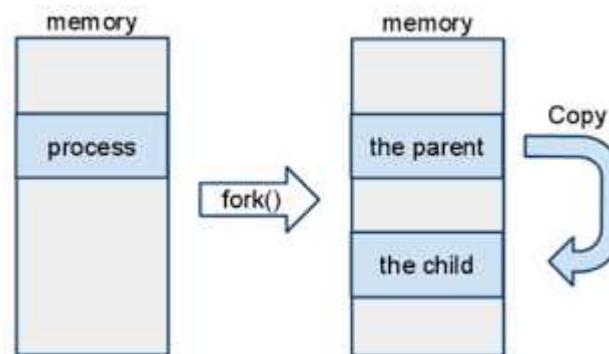 memory
process
fork()
memory
the parent
the child
Copy